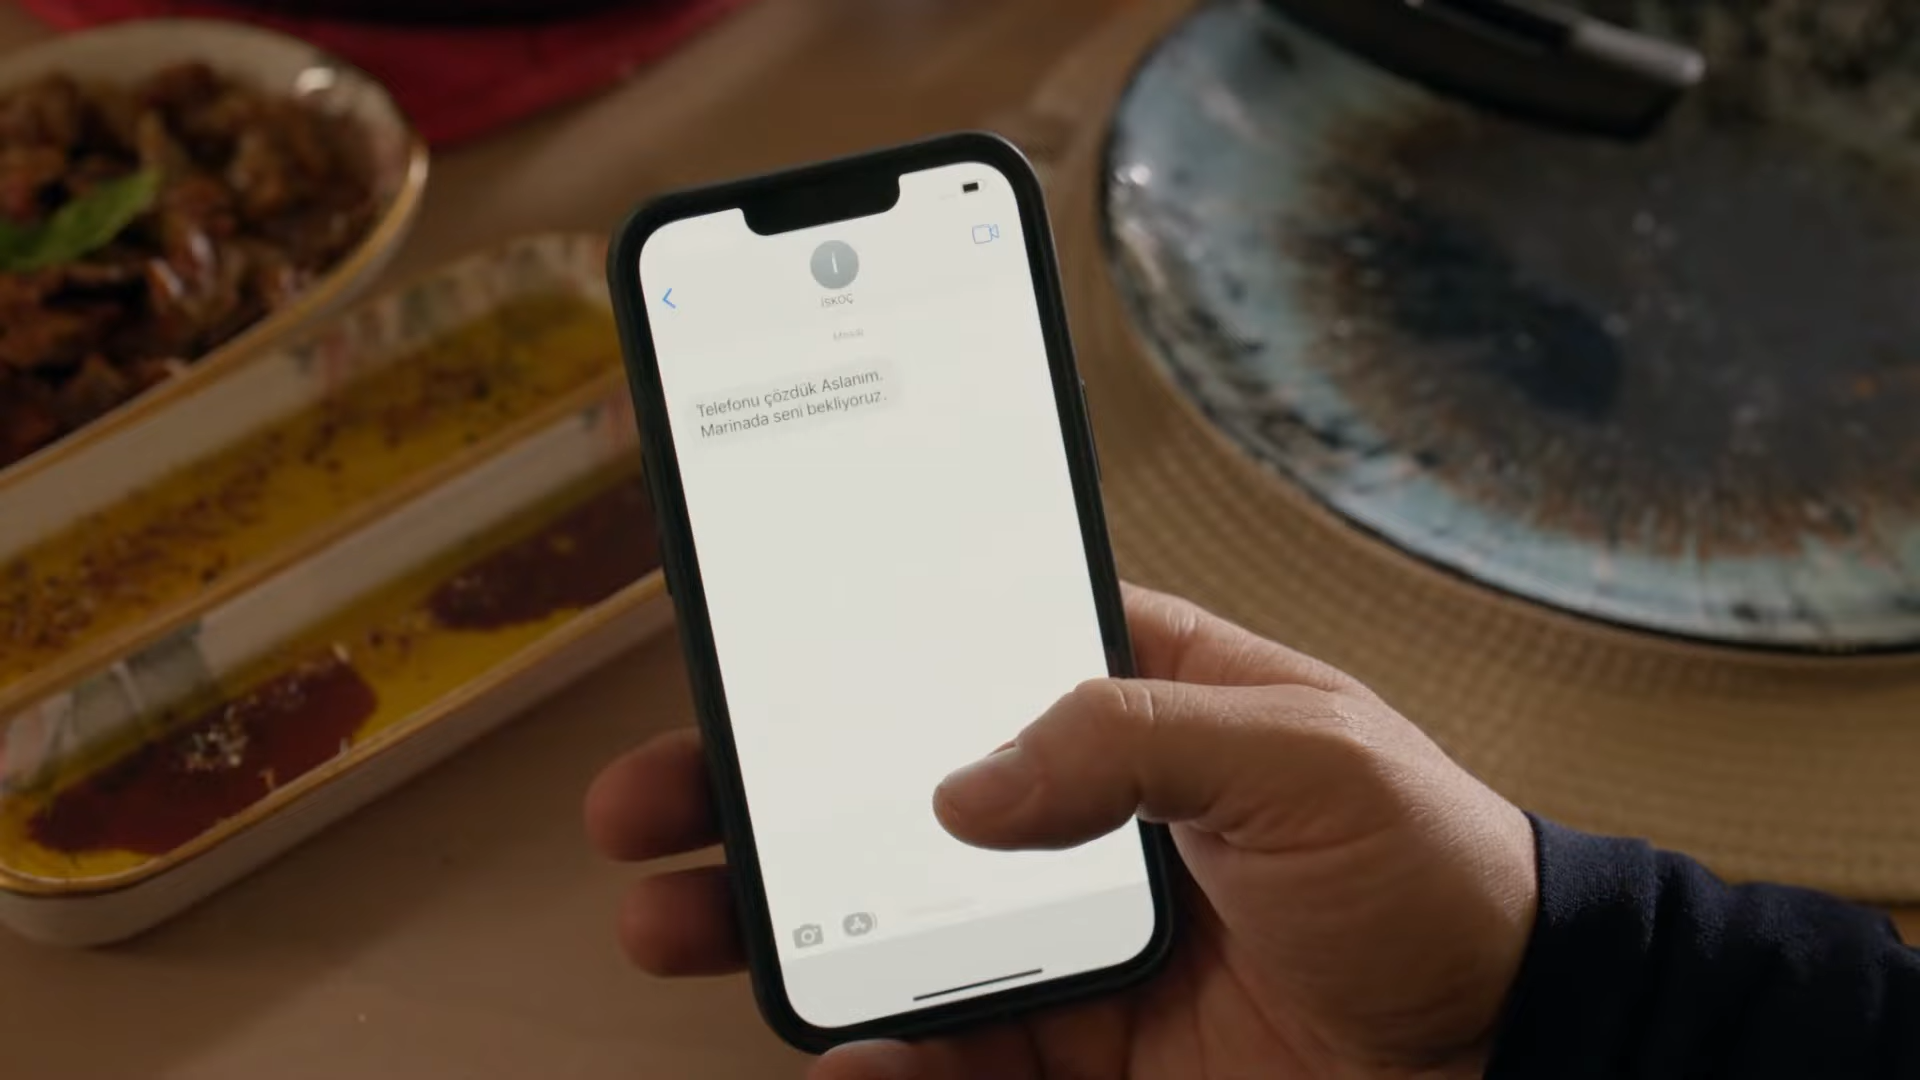 i
İSKOÇ
Telefonu çözdük Aslanım.
Marinada seni bekliyoruz.